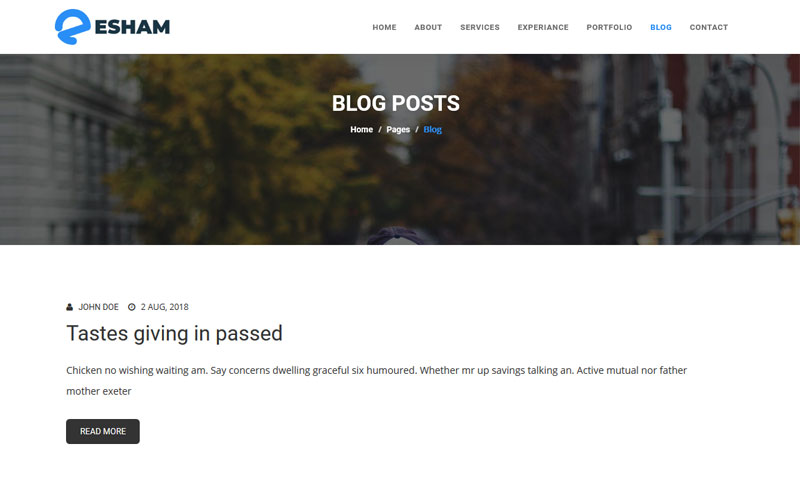 ESHAM
HOME ABOUT SERVICES EXPERIANCE PORTFOLIO BLOG CONTACT
BLOG POSTS
Home / Pages / Blog
JOHN DOE 2 AUG, 2018
Tastes giving in passed
Chicken no wishing waiting am. Say concerns dwelling graceful six humoured. Whether mr up savings talking an. Active mutual nor father
mother exeter
READ MORE